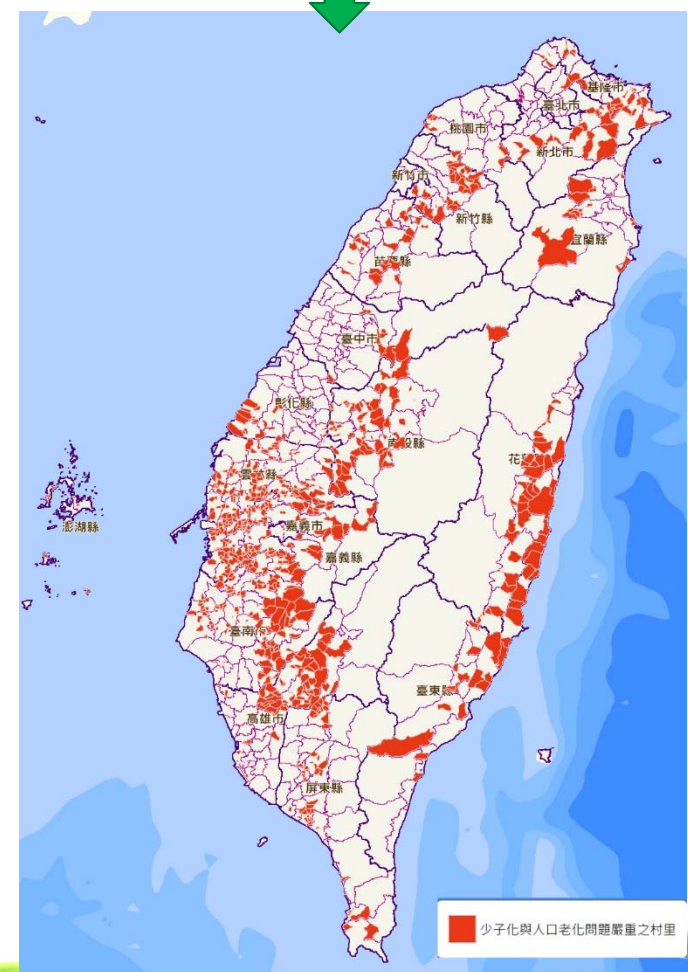 基隆市
臺北市
桃園市
新北市
新竹市
新竹縣
宜蘭縣
苗栗縣
臺中市
彰化縣
南投縣
花
雲林縣
澎湖縣
嘉義市
嘉義縣
臺南市
臺東縣
高雄市
屏東縣
少子化與人口老化問題嚴重之村里